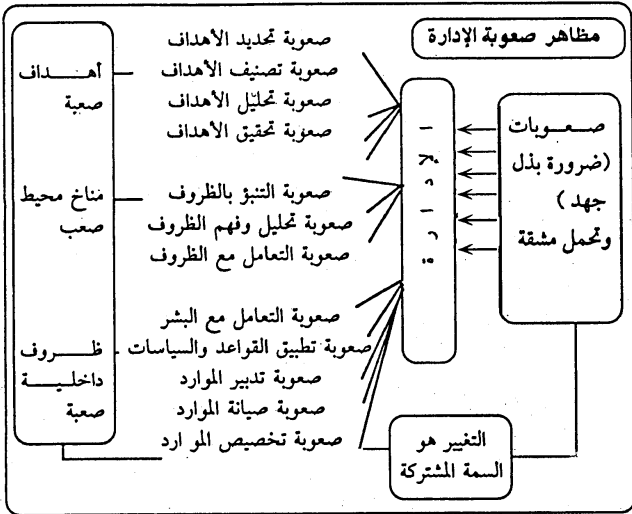 مظاهر صعوبة الإدارة
صعوبات
(ضرورة بذل
جهد)
وتحمل مشقة
الإدارة
صعوبة تحديد الأهداف
صعوبة تصنيف الأهداف
صعوبة تحليل الأهداف
صعوبة تحقيق الأهداف
أهداف
صعبة
صعوبة التنبؤ بالظروف
صعوبة تحليل وفهم الظروف
صعوبة التعامل مع الظروف
مناخ محيط
صعب
صعوبة التعامل مع البشر
صعوبة تطبيق القواعد والسياسات
صعوبة تدبير الموارد
صعوبة صيانة الموارد
صعوبة تخصيص الموارد
ظروف
داخلية
صعبة
التغيير هو
السمة المشتركة